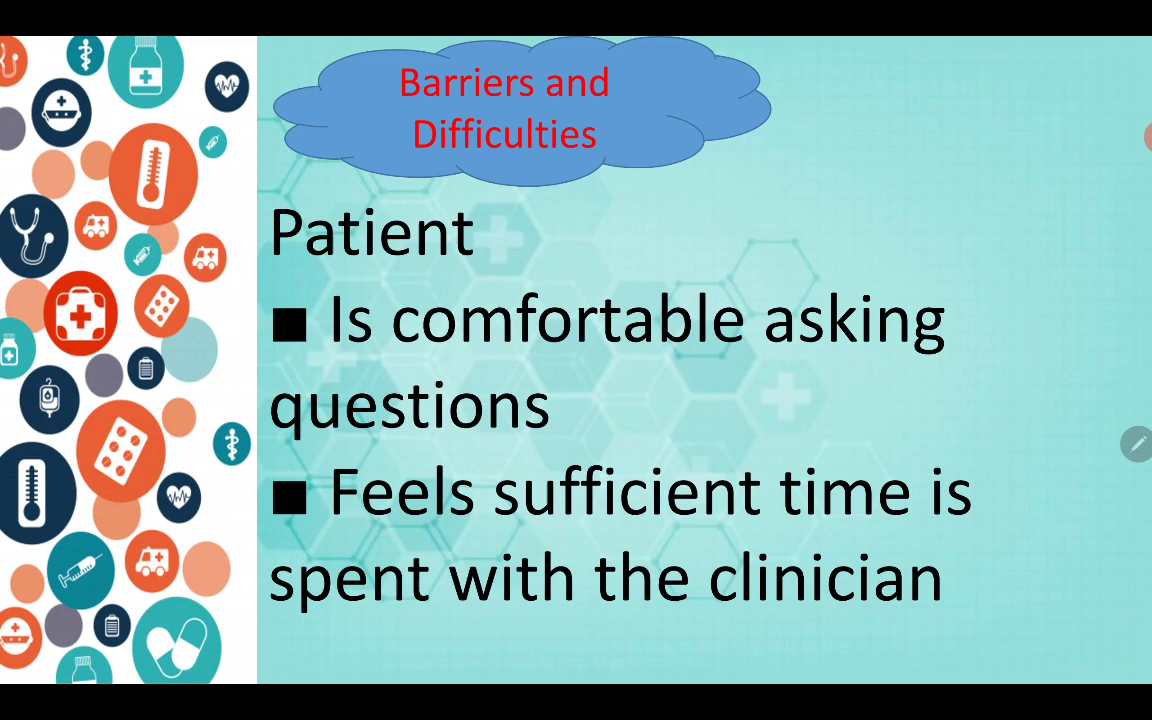 Barriers and
Difficulties
Patient
■ Is comfortable asking
questions
■ Feels sufficient time is
spent with the clinician